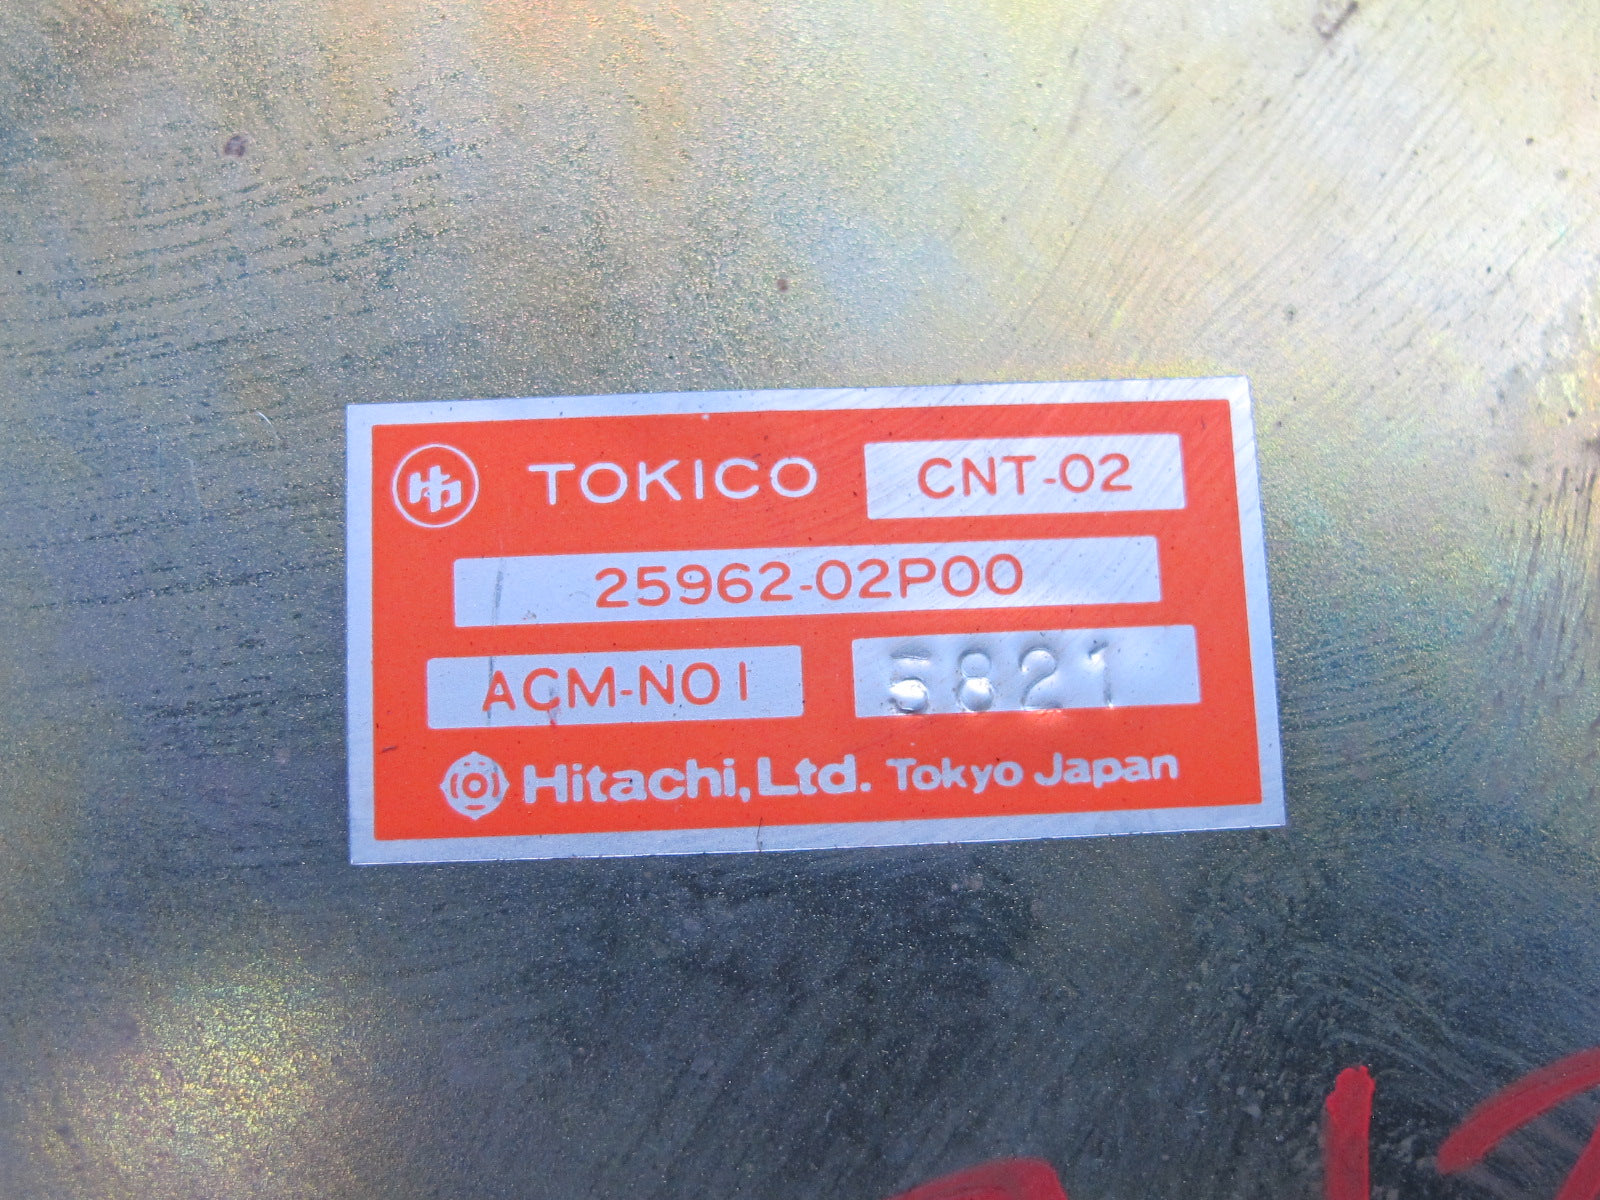 TOKICO CNT-02
25962-02P00
ACM-N01 5821
Hitachi, Ltd. Tokyo Japan